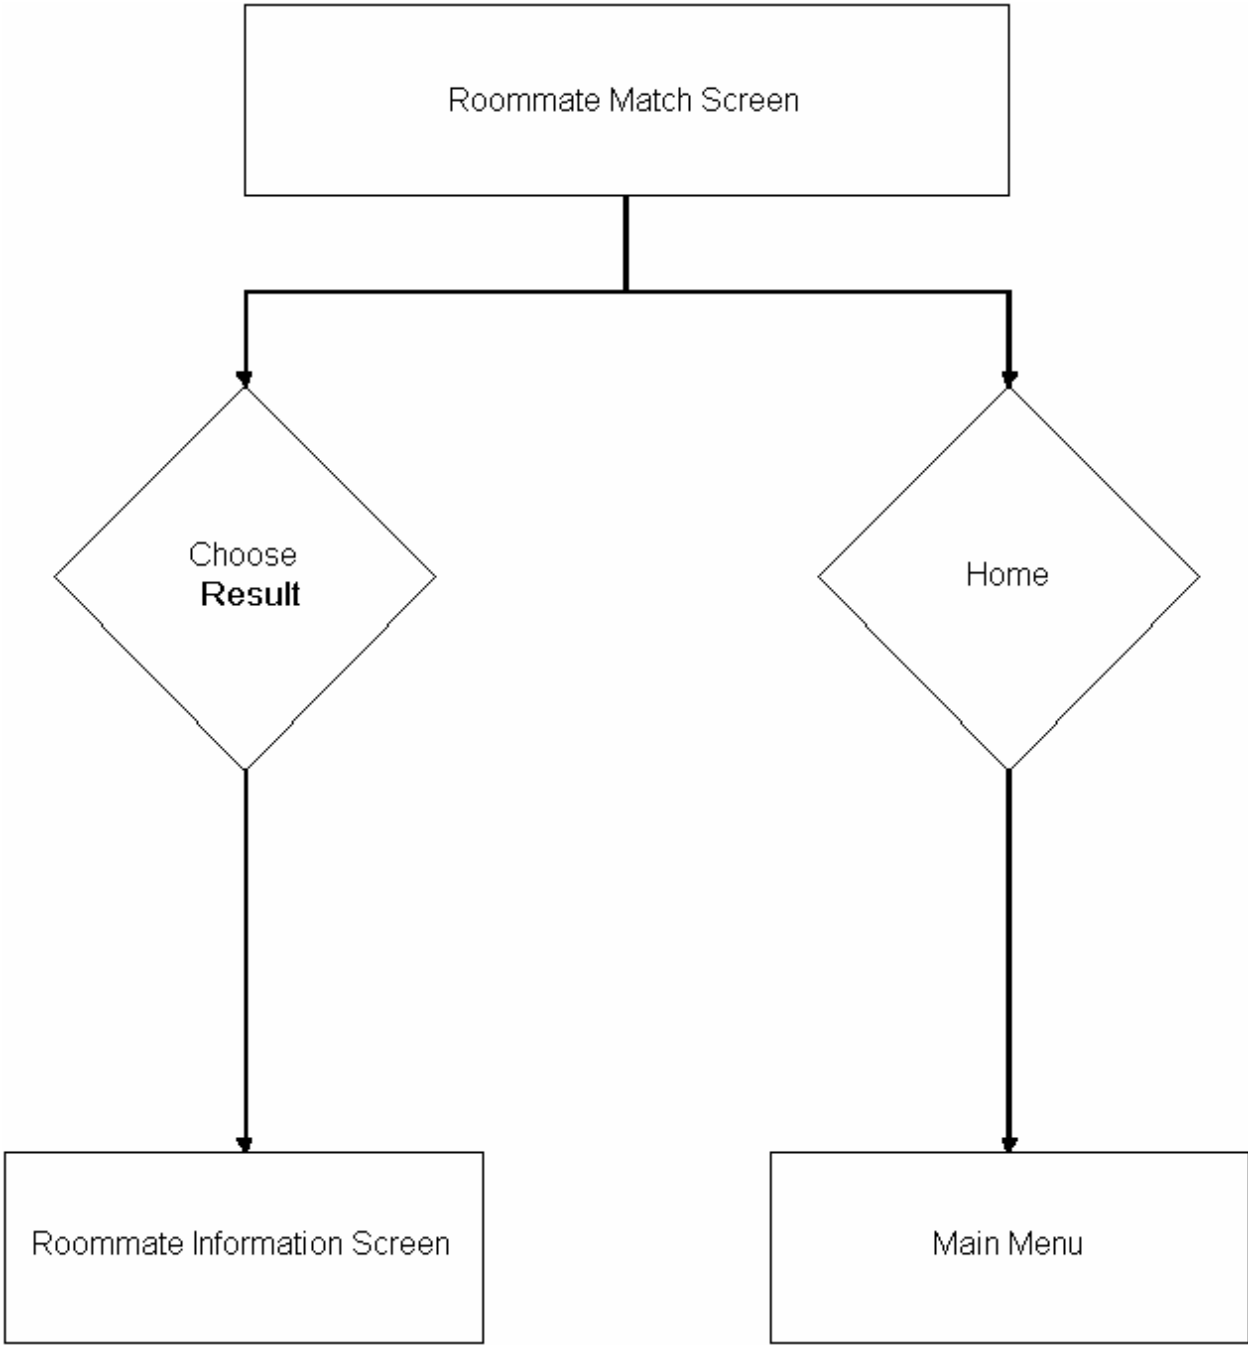 Roommate Match Screen
Choose
Result
Home
Roommate Information Screen
Main Menu